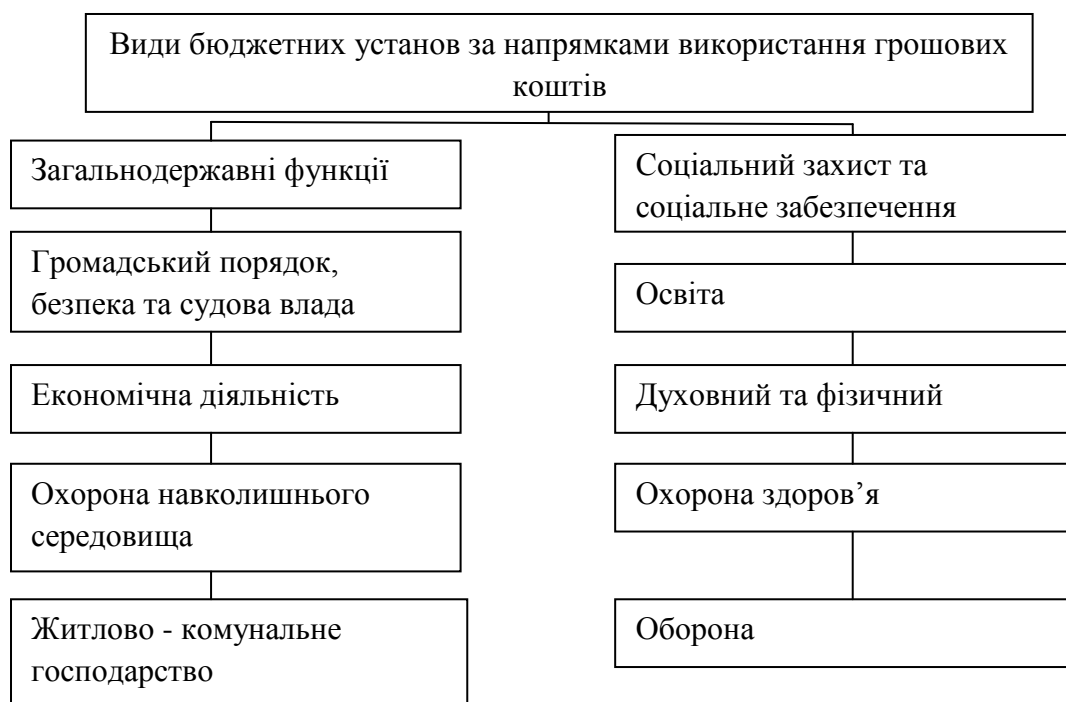 Види бюджетних установ за напрямками використання грошових
коштів
Загальнодержавні функції
Громадський порядок,
безпека та судова влада
Економічна діяльність
Охорона навколишнього
середовища
Житлово - комунальне
господарство
Соціальний захист та
соціальне забезпечення
Освіта
Духовний та фізичний
Охорона здоров’я
Оборона